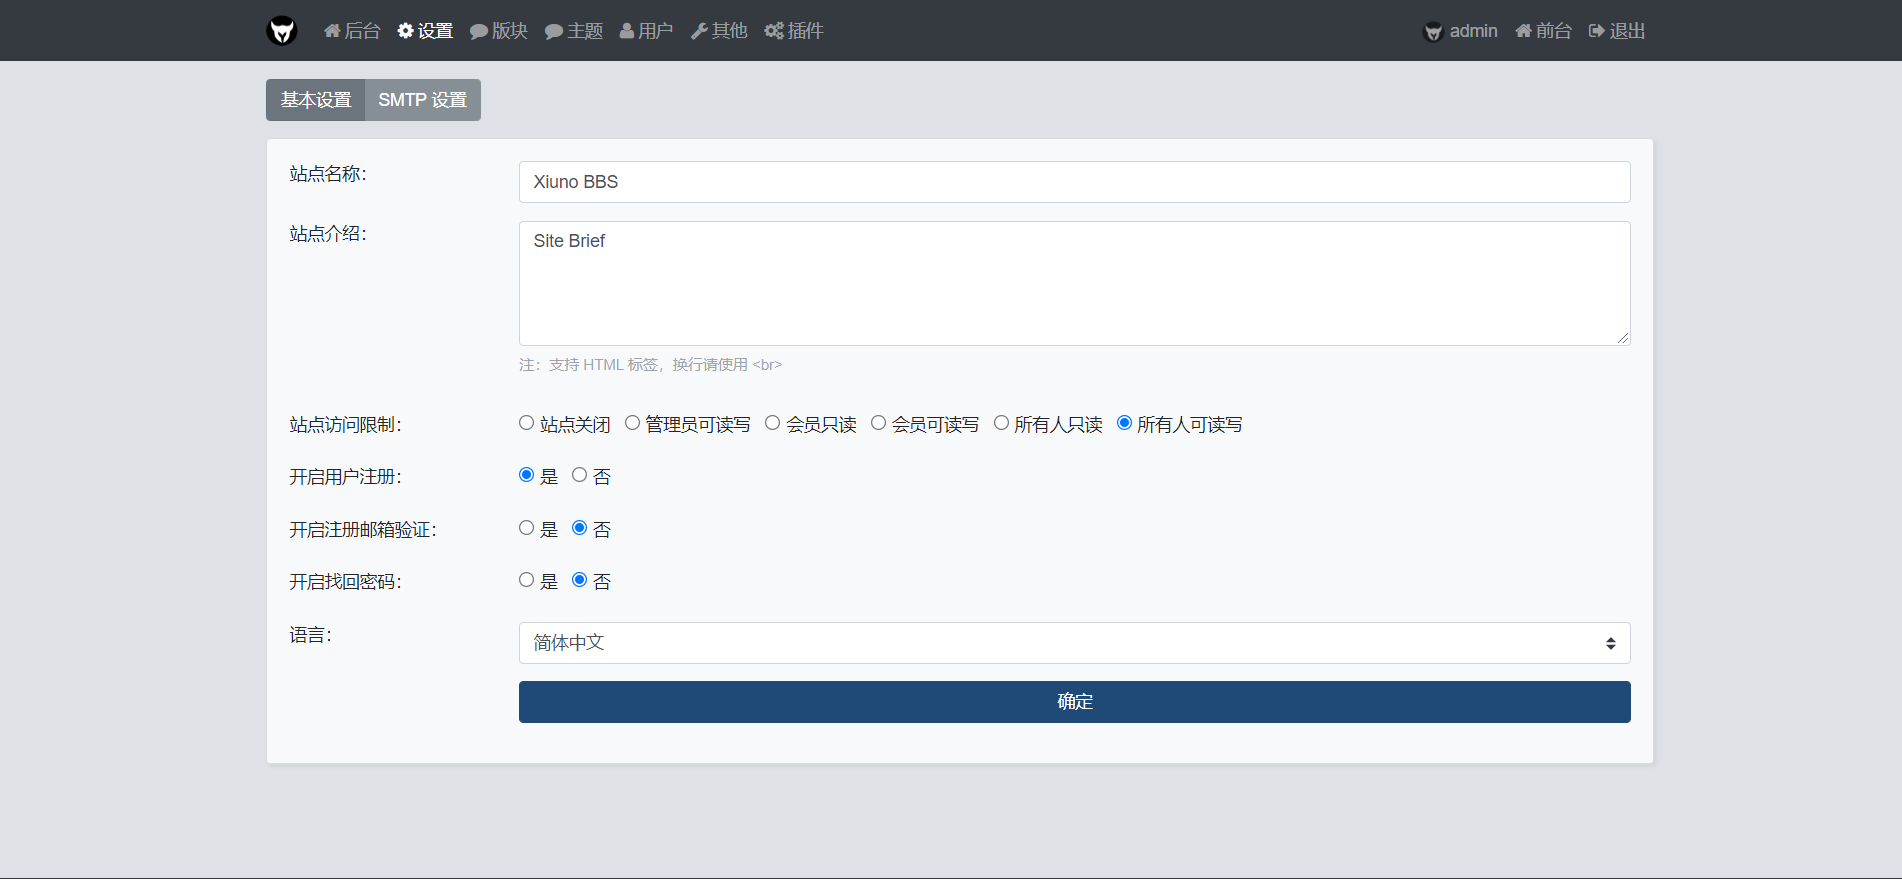 后台 设置 版块 主题 用户 其他 插件 admin 前台 退出
基本设置 SMTP 设置
站点名称： Xiuno BBS
站点介绍： Site Brief
注：支持 HTML 标签，换行请使用 <br>
站点访问限制： 站点关闭 管理员可读写 会员只读 会员可读写 所有人只读 所有人可读写
开启用户注册： 是 否
开启注册邮箱验证： 是 否
开启找回密码： 是 否
语言： 简体中文
确定